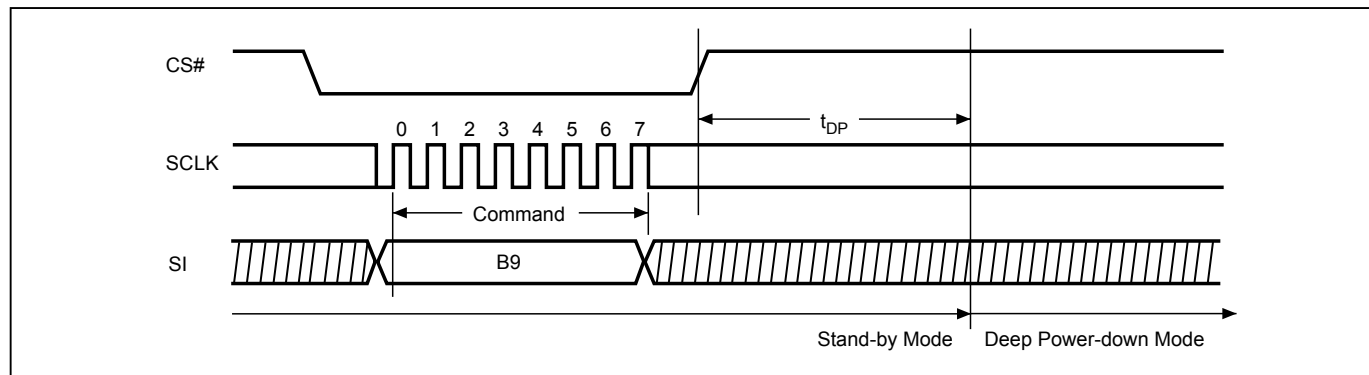 CS#
tDP
0 1 2 3 4 5 6 7
SCLK
Command
SI
B9
Stand-by Mode Deep Power-down Mode